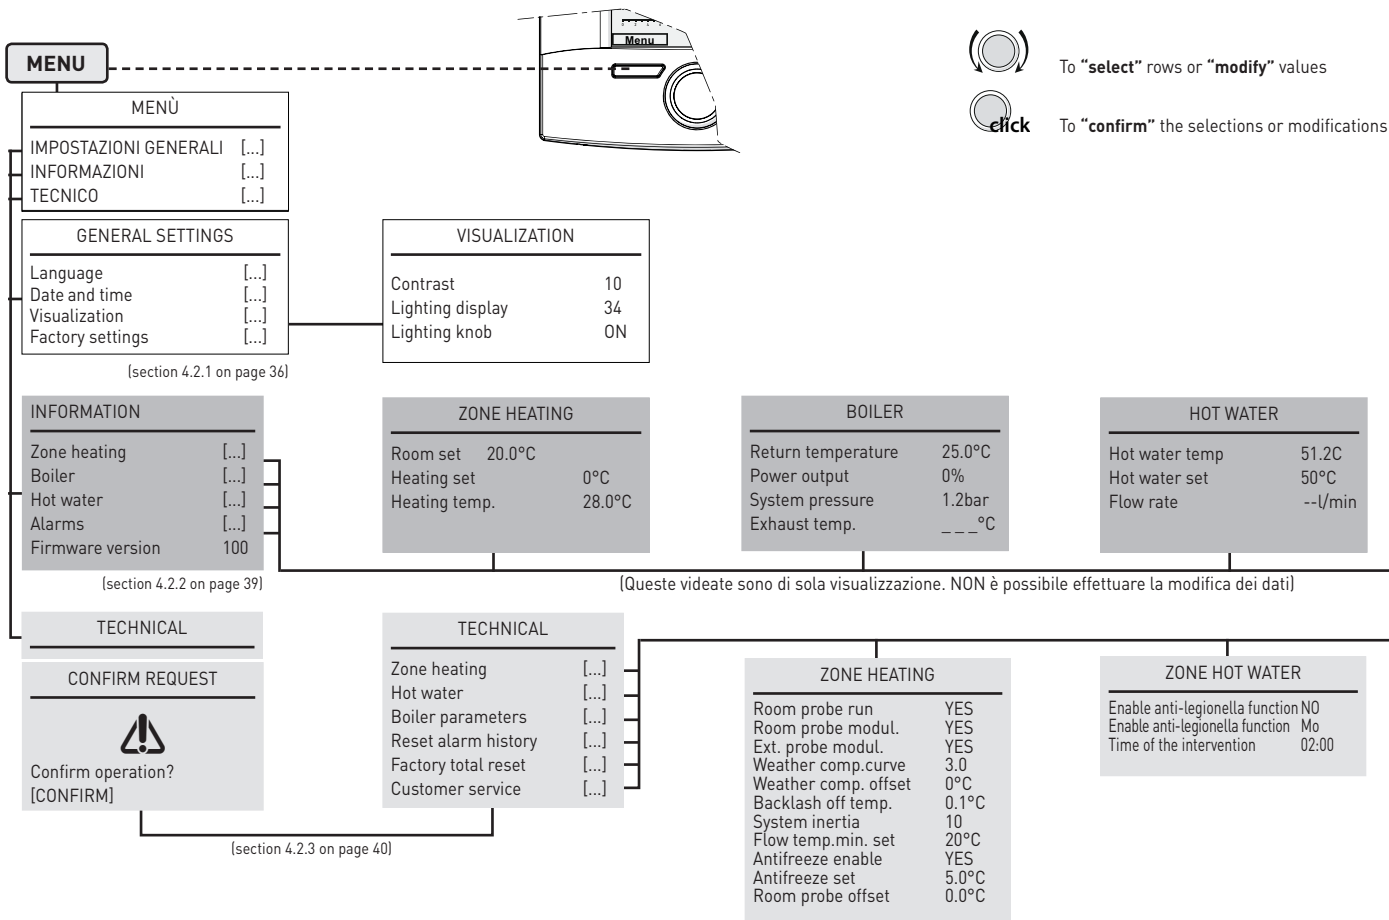 Menu
MENU
To “select” rows or “modify” values
click
To “confirm” the selections or modifications
MENÙ
IMPOSTAZIONI GENERALI [...]
INFORMAZIONI [...]
TECNICO [...]
GENERAL SETTINGS
Language [...]
Date and time [...]
Visualization [...]
Factory settings [...]
(section 4.2.1 on page 36)
VISUALIZATION
Contrast 10
Lighting display 34
Lighting knob ON
INFORMATION
Zone heating [...]
Boiler [...]
Hot water [...]
Alarms [...]
Firmware version 100
(section 4.2.2 on page 39)
ZONE HEATING
Room set 20.0°C
Heating set 0°C
Heating temp. 28.0°C
BOILER
Return temperature 25.0°C
Power output 0%
System pressure 1.2bar
Exhaust temp. _ _ _°C
HOT WATER
Hot water temp 51.2C
Hot water set 50°C
Flow rate --l/min
(Queste videate sono di sola visualizzazione. NON è possibile effettuare la modifica dei dati)
TECHNICAL
CONFIRM REQUEST
Confirm operation?
[CONFIRM]
TECHNICAL
Zone heating [...]
Hot water [...]
Boiler parameters [...]
Reset alarm history [...]
Factory total reset [...]
Customer service [...]
(section 4.2.3 on page 40)
ZONE HEATING
Room probe run YES
Room probe modul. YES
Ext. probe modul. YES
Weather comp.curve 3.0
Weather comp. offset 0°C
Backlash off temp. 0.1°C
System inertia 10
Flow temp.min. set 20°C
Antifreeze enable YES
Antifreeze set 5.0°C
Room probe offset 0.0°C
ZONE HOT WATER
Enable anti-legionella function NO
Enable anti-legionella function Mo
Time of the intervention 02:00